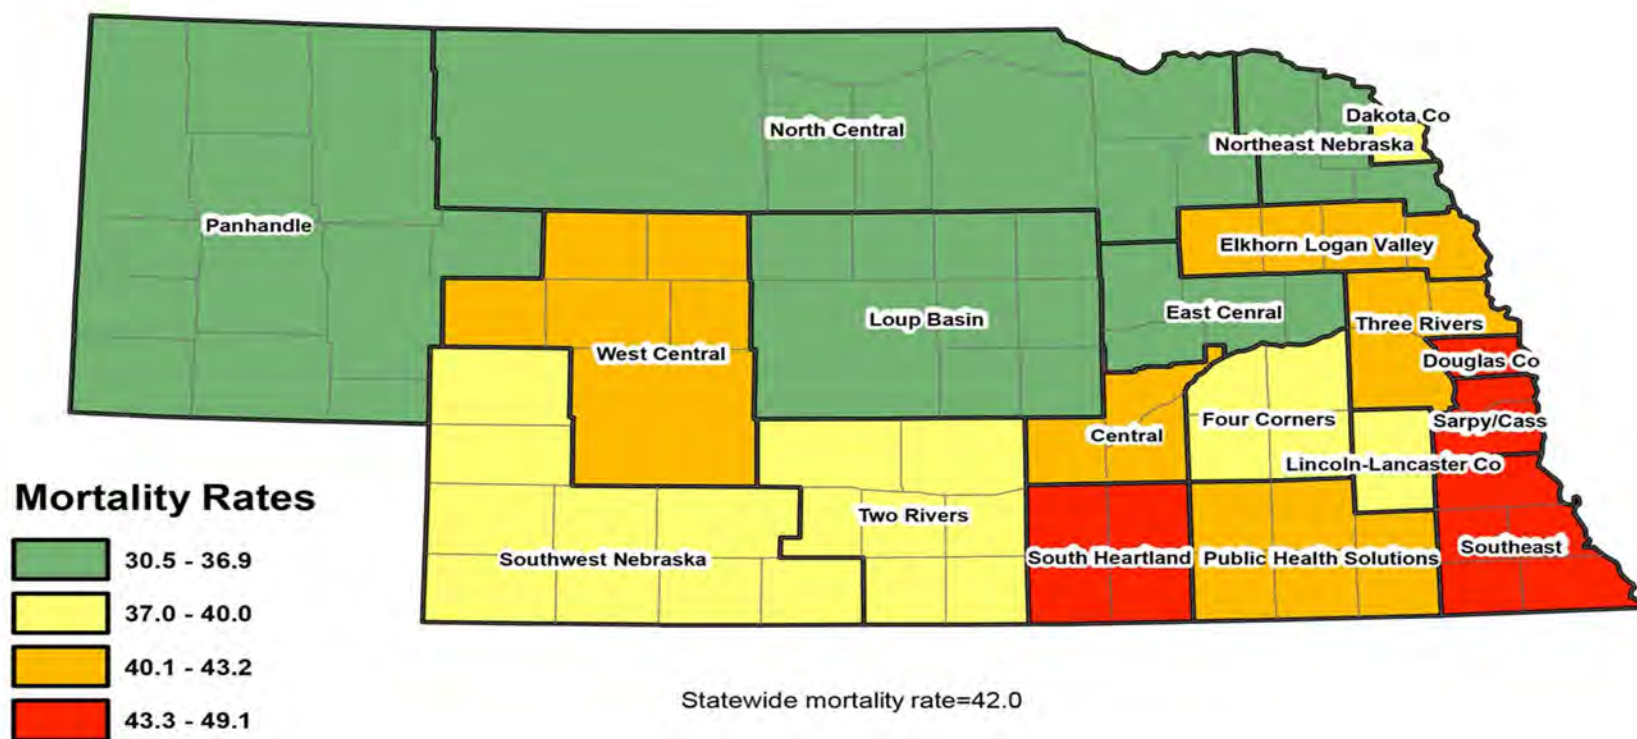 Dakota Co
North Central
Northeast Nebraska
Panhandle
Elkhorn Logan Valley
East Cenral
Loup Basin
Three Rivers
West Central
Douglas Co
Four Corners
Sarpy/Cass
Central
Lincoln-Lancaster Co
Two Rivers
Southwest Nebraska
South Heartland
Public Health Solutions
Southeast
Mortality Rates
30.5 - 36.9
37.0 - 40.0
40.1 - 43.2
43.3 - 49.1
Statewide mortality rate=42.0